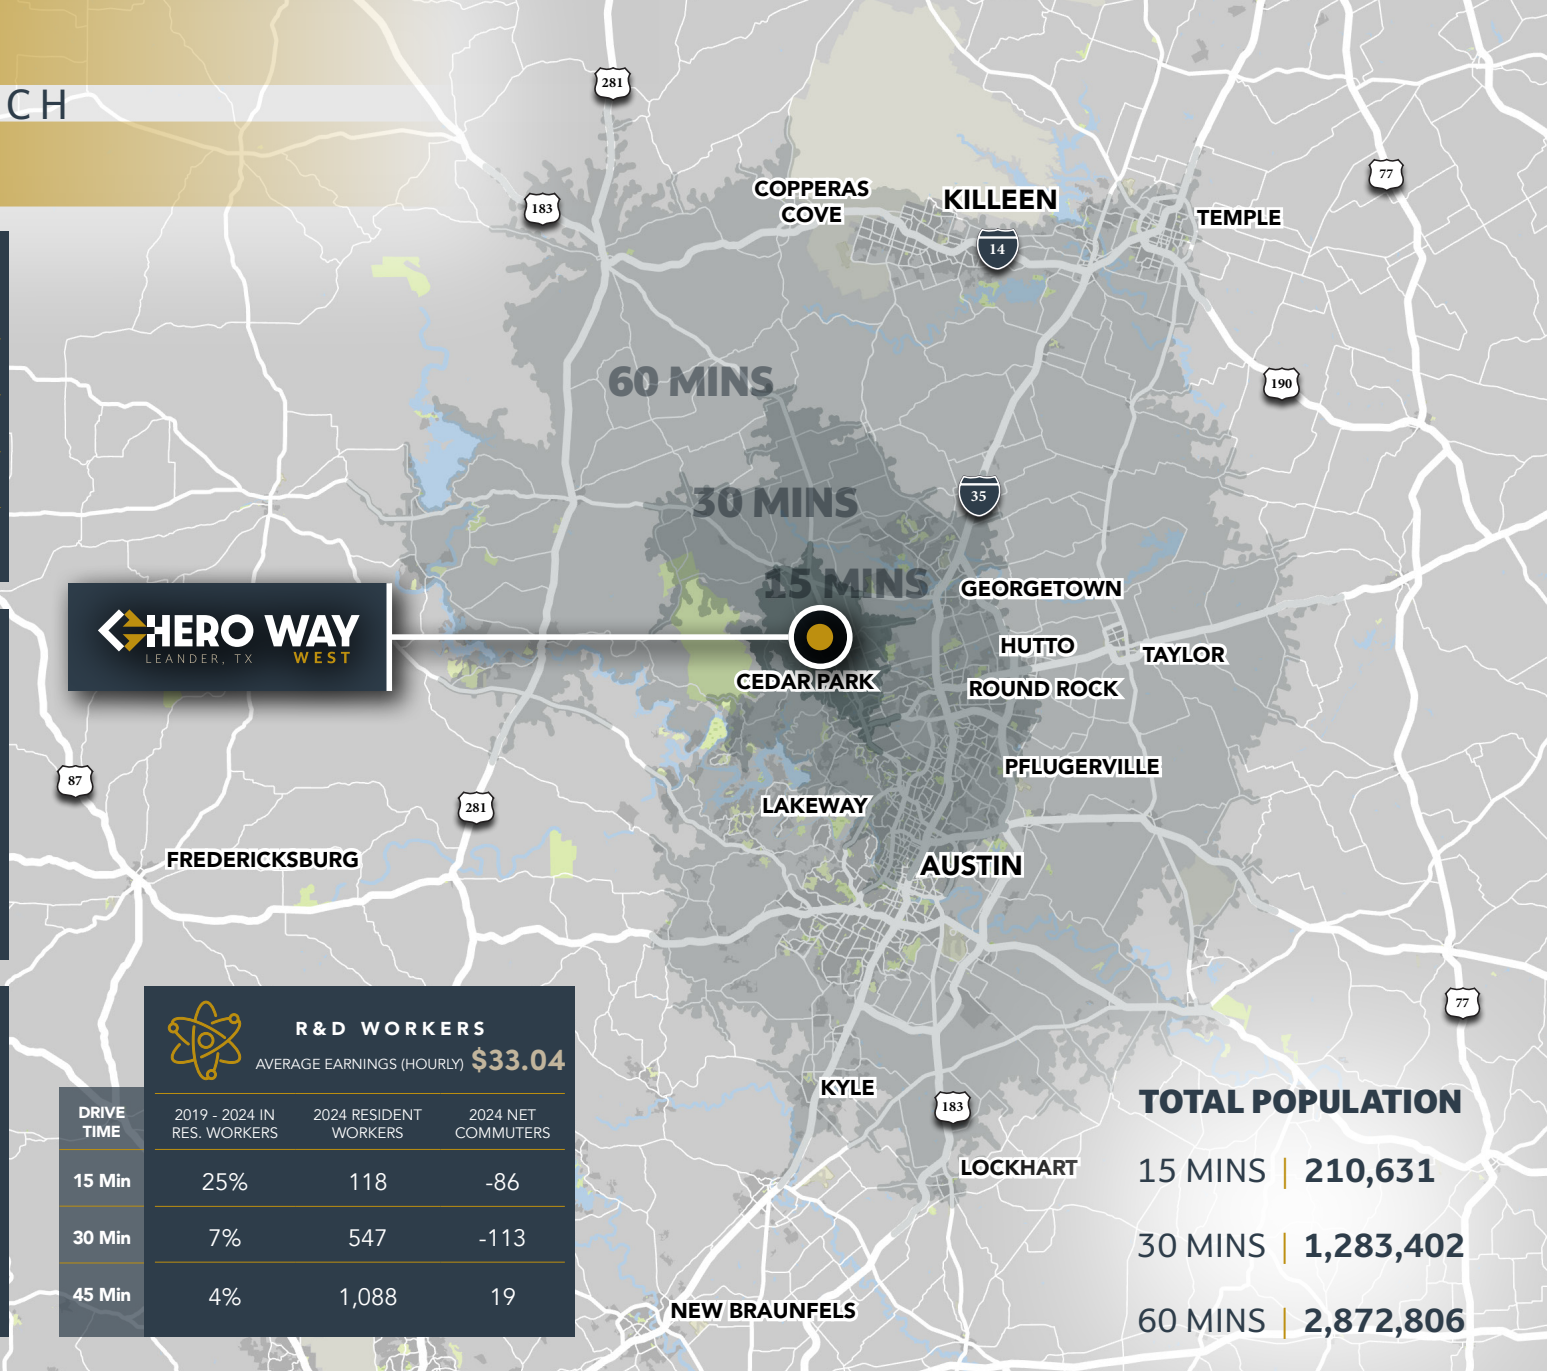 CH
281
183
77
COPPERAS
COVE
KILLEEN
TEMPLE
14
190
60 MINS
30 MINS
35
15 MINS
GEORGETOWN
HERO WAY
LEANDER, TX WEST
HUTTO
TAYLOR
CEDAR PARK
ROUND ROCK
87
PFLUGERVILLE
281
LAKEWAY
FREDERICKSBURG
AUSTIN
77
KYLE
183
LOCKHART
NEW BRAUNFELS
R&D WORKERS
AVERAGE EARNINGS (HOURLY) $33.04
DRIVE
TIME
2019 - 2024 IN
RES. WORKERS
2024 RESIDENT
WORKERS
2024 NET
COMMUTERS
15 Min 25% 118 -86
30 Min 7% 547 -113
45 Min 4% 1,088 19
TOTAL POPULATION
15 MINS | 210,631
30 MINS | 1,283,402
60 MINS | 2,872,806